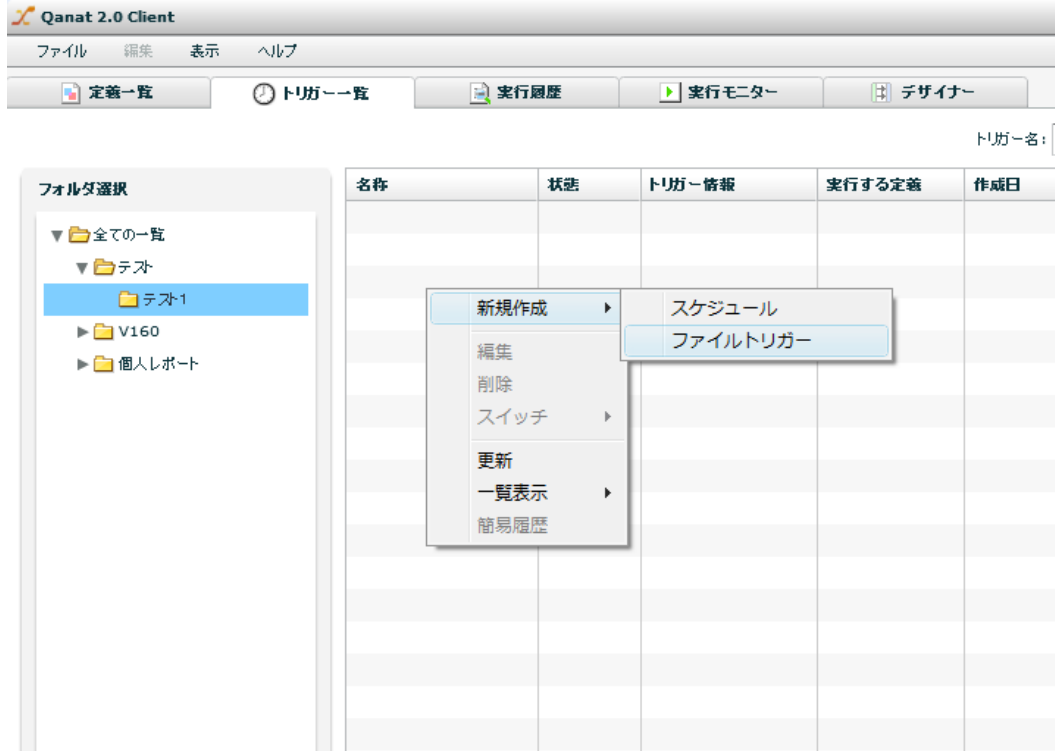 Qanat 2.0 Client
ファイル 編集 表示 ヘルプ
定義一覧 トリガー一覧 実行履歴 実行モニター デザイナー
トリガー名:
フォルダ選択
名称 状態 トリガー情報 実行する定義 作成日
全ての一覧
テスト
テスト1
V160
個人レポート
新規作成
編集
削除
スイッチ
更新
一覧表示
簡易履歴
スケジュール
ファイルトリガー